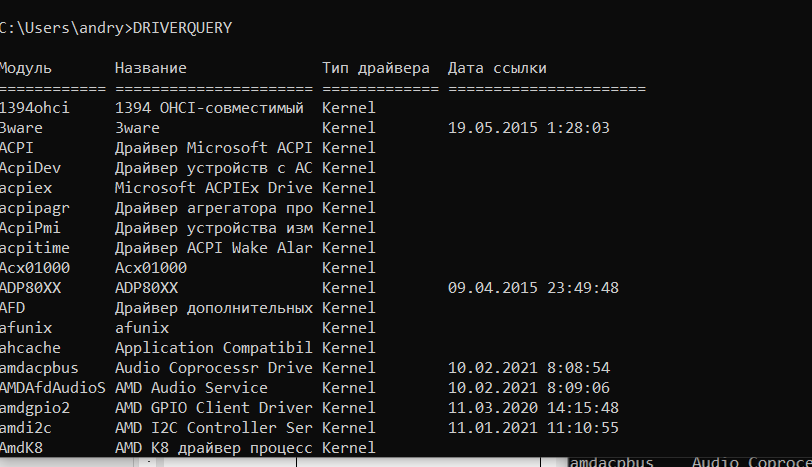 C:\Users\andry>DRIVERQUERY
Модуль Название Тип драйвера Дата ссылки
============ ====================== ============= ======================
1394ohci 1394 OHCI-совместимый Kernel
3ware 3ware Kernel 19.05.2015 1:28:03
ACPI Драйвер Microsoft ACPI Kernel
AcpiDev Драйвер устройств с AC Kernel
acpiex Microsoft ACPIEx Drive Kernel
acpipagr Драйвер агрегатора про Kernel
AcpiPmi Драйвер устройства изм Kernel
acpitime Драйвер ACPI Wake Alar Kernel
Acx01000 Acx01000 Kernel
ADP80XX ADP80XX Kernel 09.04.2015 23:49:48
AFD Драйвер дополнительных Kernel
afunix afunix Kernel
ahcache Application Compatibil Kernel
amdacpbus Audio Coprocessr Drive Kernel 10.02.2021 8:08:54
AMDAfdAudioS AMD Audio Service Kernel 10.02.2021 8:09:06
amdgpio2 AMD GPIO Client Driver Kernel 11.03.2020 14:15:48
amdi2c AMD I2C Controller Ser Kernel 11.01.2021 11:10:55
AmdK8 AMD K8 драйвер процесс Kernel
amdacpbus Audio Coproce